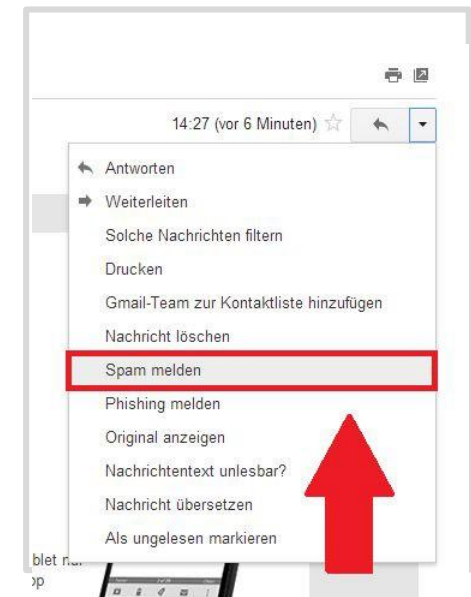 14:27 (vor 6 Minuten)
Antworten
Weiterleiten
Solche Nachrichten filtern
Drucken
Gmail-Team zur Kontaktliste hinzufügen
Nachricht löschen
Spam melden
Phishing melden
Original anzeigen
Nachrichtentext unlesbar?
Nachricht übersetzen
Als ungelesen markieren